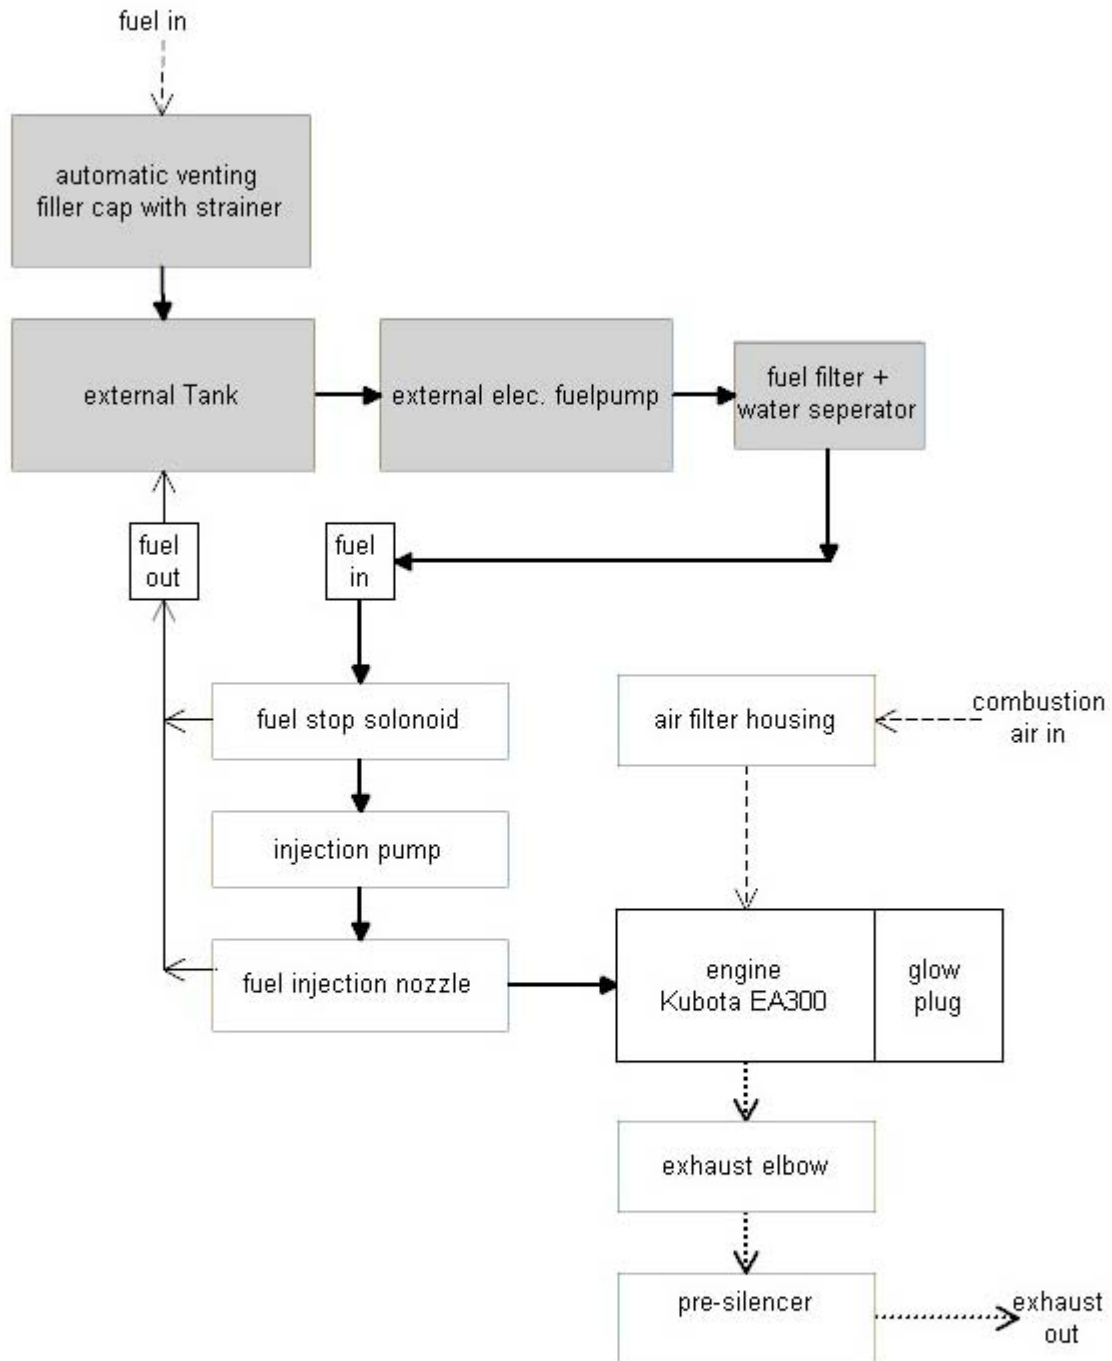 fuel in
automatic venting
filler cap with strainer
external Tank
external elec. fuelpump
fuel filter +
water seperator
fuel
out
fuel
in
fuel stop solonoid
air filter housing
combustion
air in
injection pump
fuel injection nozzle
engine
Kubota EA300
glow
plug
exhaust elbow
pre-silencer
exhaust
out